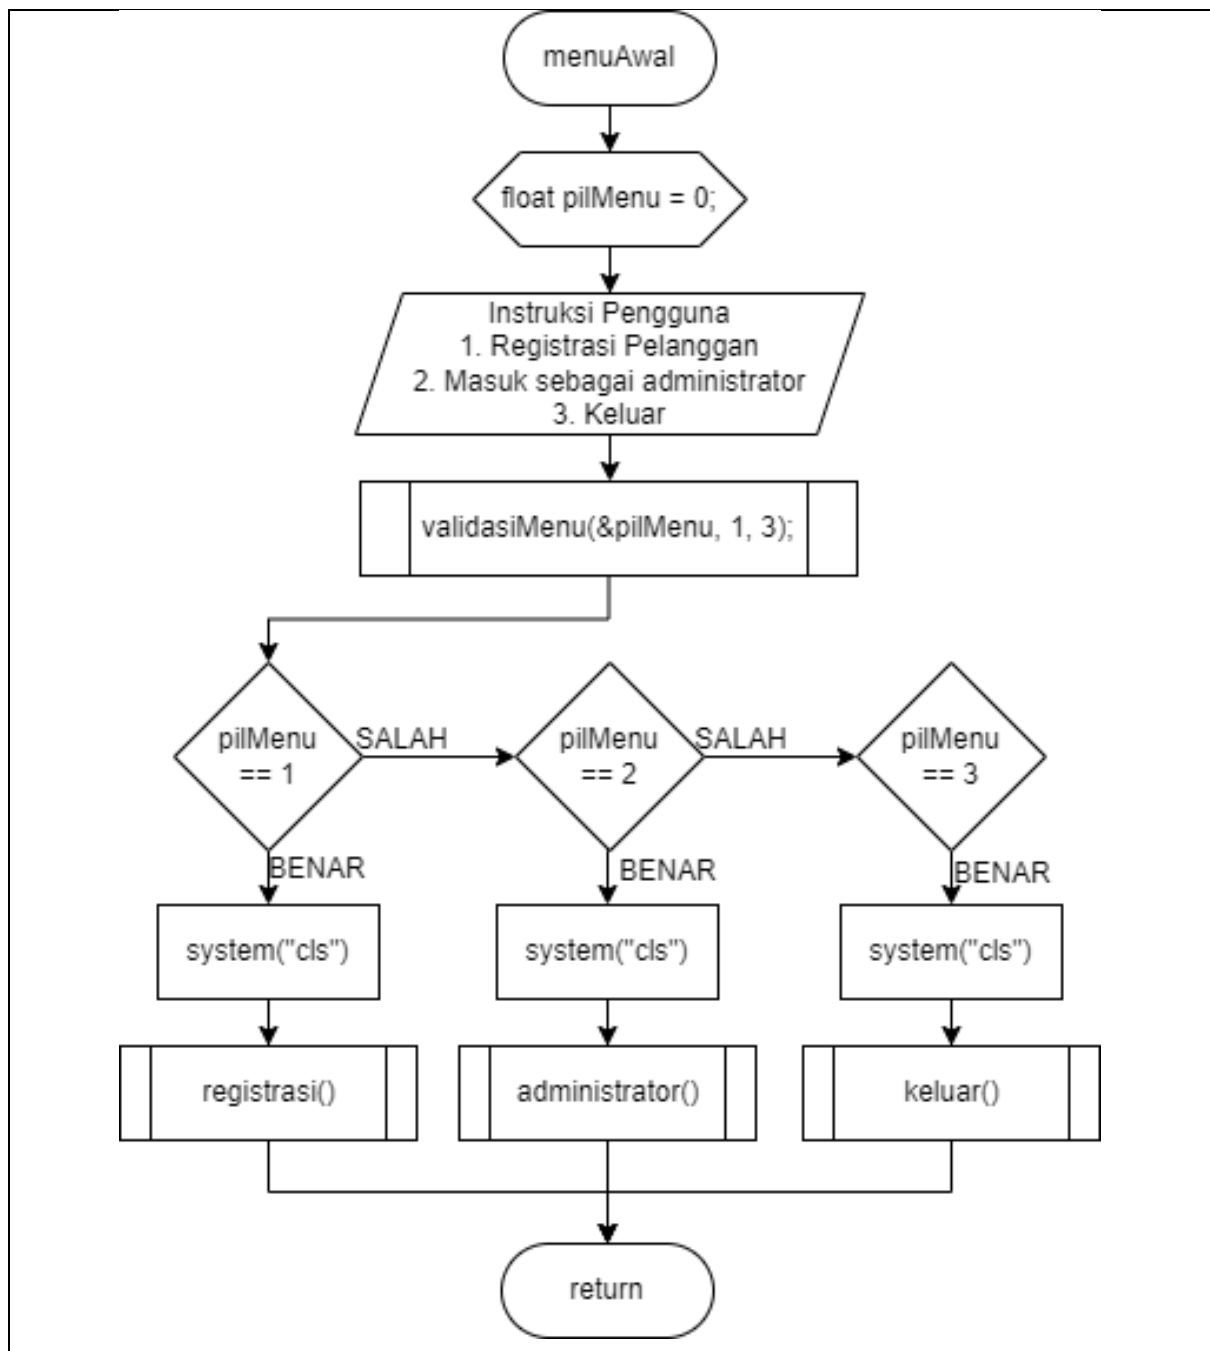 menuAwal
float pilMenu = 0;
Instruksi Pengguna
1. Registrasi Pelanggan
2. Masuk sebagai administrator
3. Keluar
validasiMenu(&pilMenu, 1, 3);
pilMenu
== 1
SALAH
pilMenu
== 2
SALAH
pilMenu
== 3
BENAR
BENAR
BENAR
system("cls")
system("cls")
system("cls")
registrasi()
administrator()
keluar()
return